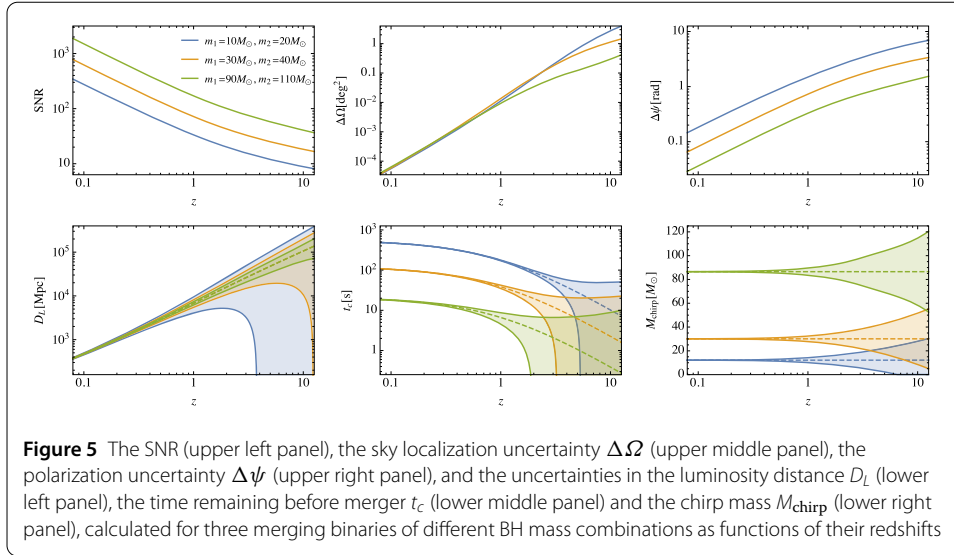 m₁=10M⊙, m₂=20M⊙
m₁=30M⊙, m₂=40M⊙
m₁=90M⊙, m₂=110M⊙
SNR
10³
10²
10
0.1 1 10
z
ΔΩ[deg²]
1
0.1
10⁻²
10⁻³
10⁻⁴
0.1 1 10
z
Δψ[rad]
10
1
0.1
0.1 1 10
z
D_L[Mpc]
10⁵
10⁴
10³
0.1 1 10
z
t_c[s]
10³
10²
10
1
0.1 1 10
z
M_chirp[M⊙]
120
100
80
60
40
20
0
0.1 1 10
z
Figure 5 The SNR (upper left panel), the sky localization uncertainty ΔΩ (upper middle panel), the
polarization uncertainty Δψ (upper right panel), and the uncertainties in the luminosity distance D_L (lower
left panel), the time remaining before merger t_c (lower middle panel) and the chirp mass M_chirp (lower right
panel), calculated for three merging binaries of different BH mass combinations as functions of their redshifts